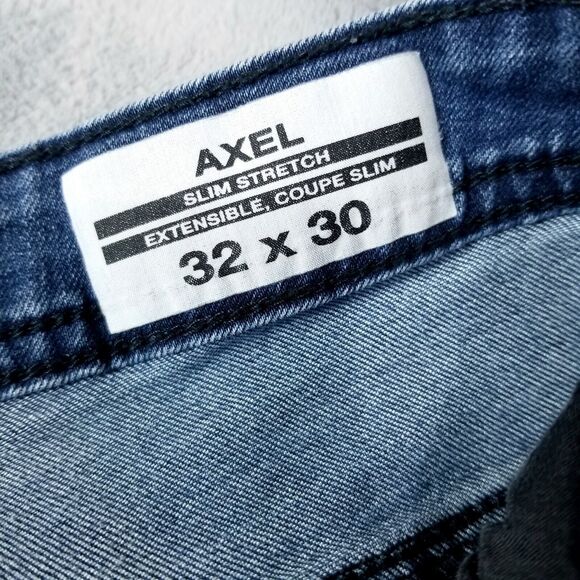 AXEL
SLIM STRETCH
EXTENSIBLE, COUPE SLIM
32 x 30